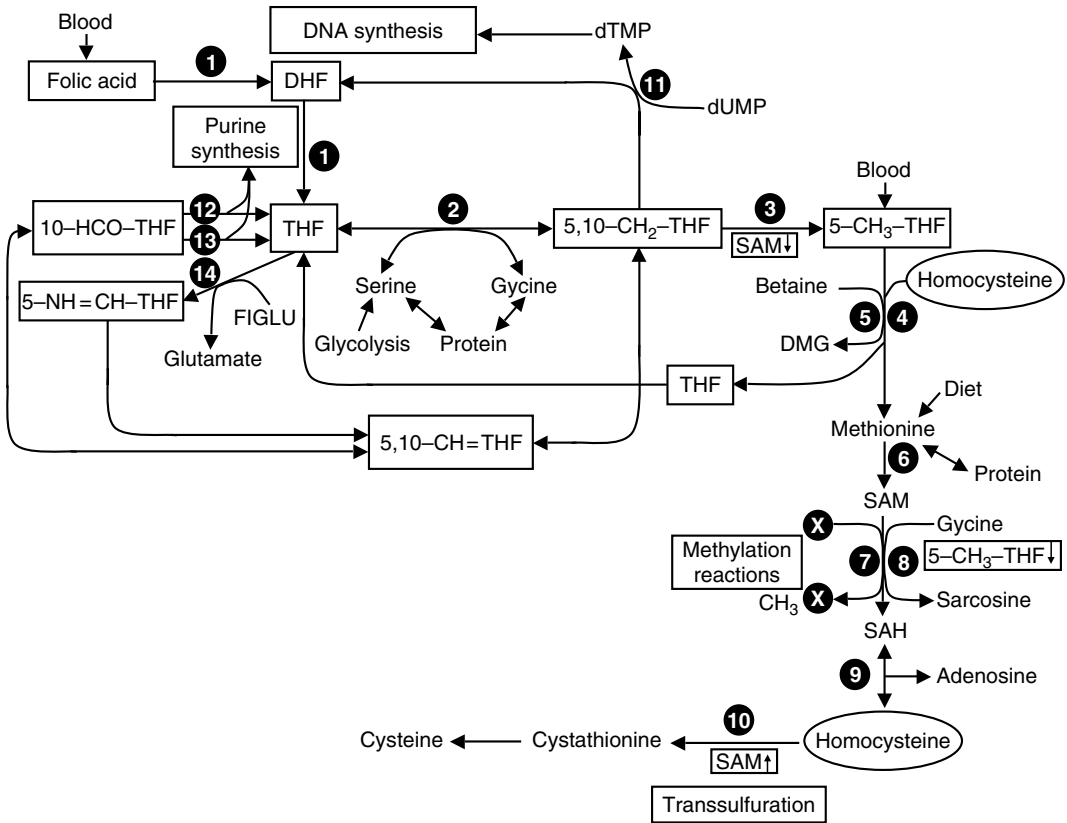 Blood
DNA synthesis
dTMP
1
11
Folic acid
DHF
dUMP
Purine
synthesis
1
Blood
12
2
3
10–HCO–THF
THF
5,10–CH₂–THF
5–CH₃–THF
13
SAM↓
14
Serine
Gycine
Betaine
Homocysteine
5–NH=CH–THF
FIGLU
5
4
Glutamate
Glycolysis
Protein
DMG
THF
Diet
Methionine
5,10–CH=THF
6
Protein
SAM
X
Gycine
Methylation
reactions
7
8
5–CH₃–THF↓
CH₃
X
Sarcosine
SAH
9
Adenosine
10
Cysteine
Cystathionine
Homocysteine
SAM↑
Transsulfuration